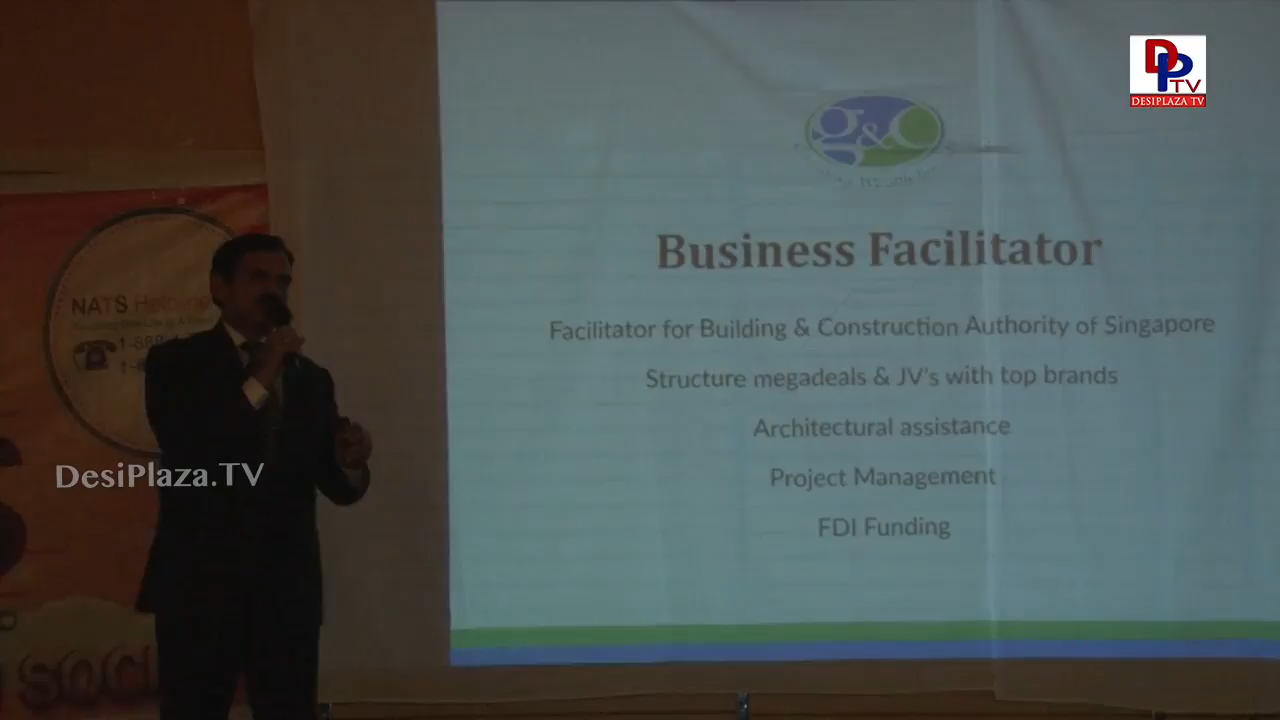 DP
TV
DESIPLAZA TV
g&C
Business Facilitator
Facilitator for Building & Construction Authority of Singapore
Structure megadeals & JV's with top brands
Architectural assistance
Project Management
FDI Funding
NATS
DesiPlaza.TV